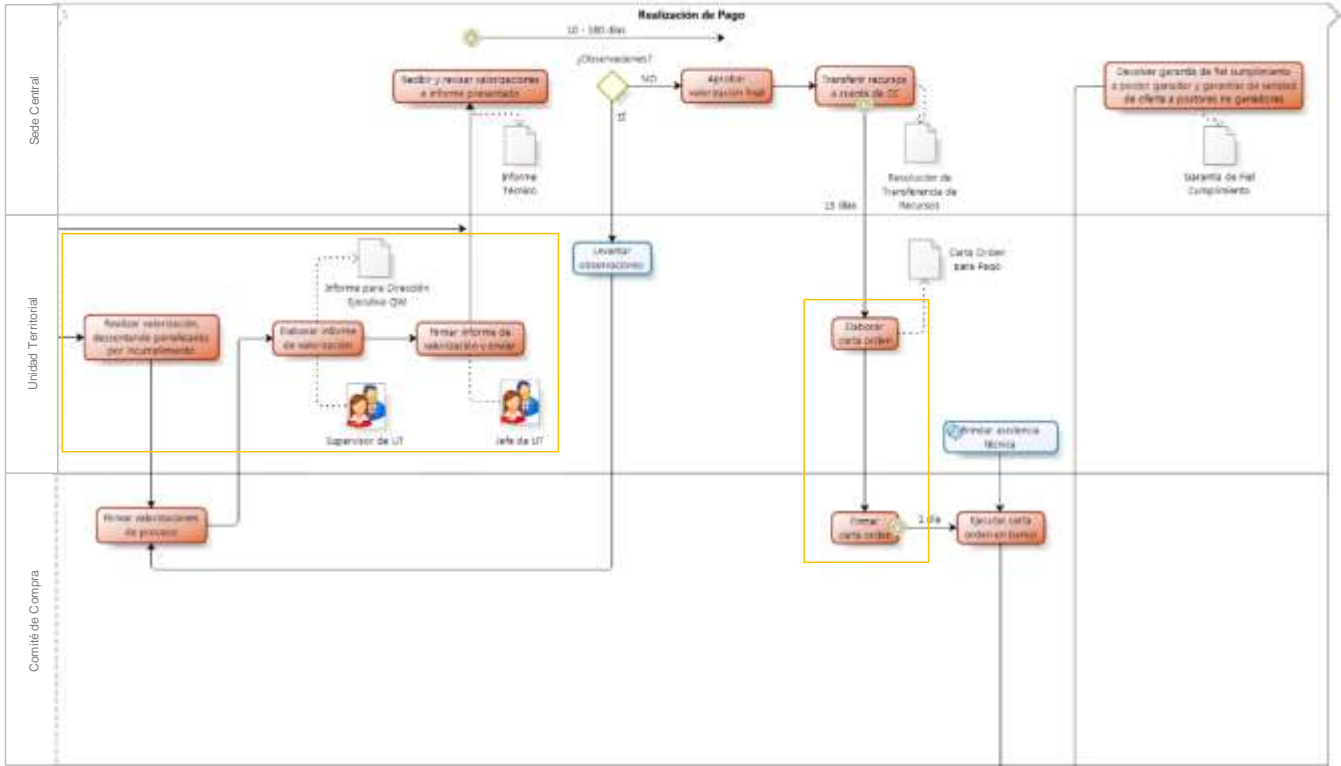 Realización de Pago
Sede Central
10 - 180 días
¿Observaciones?
Recibir y revisar valorizaciones
e informe presentado
NO
Aprobar
valorización final
Transferir recursos
a cuenta de CC
Devolver garantía de fiel cumplimiento
a postor ganador y garantías de seriedad
de oferta a postores no ganadores
SÍ
Informe
Técnico
Resolución de
Transferencia de
Recursos
Garantía de Fiel
Cumplimiento
15 días
Unidad Territorial
Levantar
observaciones
Carta Orden
para Pago
Informe para Dirección
Ejecutiva QW
Realizar valorización,
descontando penalidades
por incumplimiento
Elaborar informe
de valorización
Firmar informe de
valorización y enviar
Elaborar
carta orden
Supervisor de UT
Jefe de UT
Brindar asistencia
técnica
Comité de Compra
Firmar valorizaciones
de proceso
Firmar
carta orden
1 día
Ejecutar carta
orden en banco